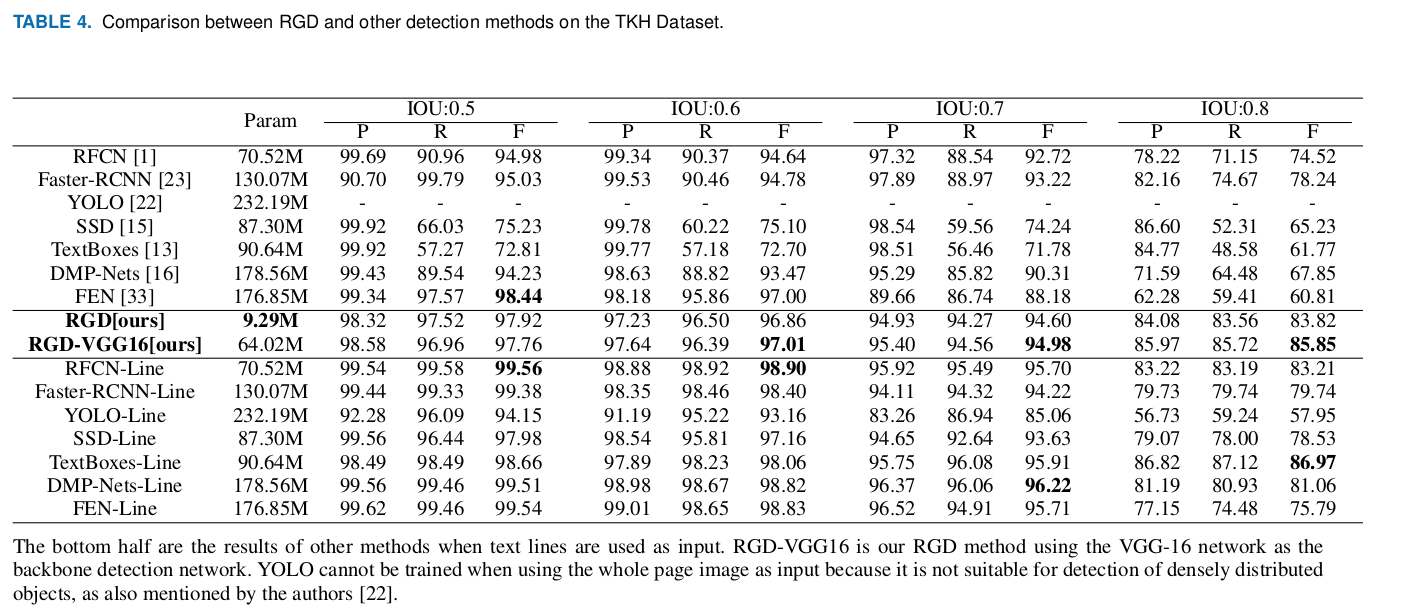 TABLE 4. Comparison between RGD and other detection methods on the TKH Dataset.
Param IOU:0.5 IOU:0.6 IOU:0.7 IOU:0.8
P R F P R F P R F P R F
RFCN [1] 70.52M 99.69 90.96 94.98 99.34 90.37 94.64 97.32 88.54 92.72 78.22 71.15 74.52
Faster-RCNN [23] 130.07M 90.70 99.79 95.03 99.53 90.46 94.78 97.89 88.97 93.22 82.16 74.67 78.24
YOLO [22] 232.19M - - - - - - - - - - - -
SSD [15] 87.30M 99.92 66.03 75.23 99.78 60.22 75.10 98.54 59.56 74.24 86.60 52.31 65.23
TextBoxes [13] 90.64M 99.92 57.27 72.81 99.77 57.18 72.70 98.51 56.46 71.78 84.77 48.58 61.77
DMP-Nets [16] 178.56M 99.43 89.54 94.23 98.63 88.82 93.47 95.29 85.82 90.31 71.59 64.48 67.85
FEN [33] 176.85M 99.34 97.57 98.44 98.18 95.86 97.00 89.66 86.74 88.18 62.28 59.41 60.81
RGD[ours] 9.29M 98.32 97.52 97.92 97.23 96.50 96.86 94.93 94.27 94.60 84.08 83.56 83.82
RGD-VGG16[ours] 64.02M 98.58 96.96 97.76 97.64 96.39 97.01 95.40 94.56 94.98 85.97 85.72 85.85
RFCN-Line 70.52M 99.54 99.58 99.56 98.88 98.92 98.90 95.92 95.49 95.70 83.22 83.19 83.21
Faster-RCNN-Line 130.07M 99.44 99.33 99.38 98.35 98.46 98.40 94.11 94.32 94.22 79.73 79.74 79.74
YOLO-Line 232.19M 92.28 96.09 94.15 91.19 95.22 93.16 83.26 86.94 85.06 56.73 59.24 57.95
SSD-Line 87.30M 99.56 96.44 97.98 98.54 95.81 97.16 94.65 92.64 93.63 79.07 78.00 78.53
TextBoxes-Line 90.64M 98.49 98.49 98.66 97.89 98.23 98.06 95.75 96.08 95.91 86.82 87.12 86.97
DMP-Nets-Line 178.56M 99.56 99.46 99.51 98.98 98.67 98.82 96.37 96.06 96.22 81.19 80.93 81.06
FEN-Line 176.85M 99.62 99.46 99.54 99.01 98.65 98.83 96.52 94.91 95.71 77.15 74.48 75.79
The bottom half are the results of other methods when text lines are used as input. RGD-VGG16 is our RGD method using the VGG-16 network as the
backbone detection network. YOLO cannot be trained when using the whole page image as input because it is not suitable for detection of densely distributed
objects, as also mentioned by the authors [22].